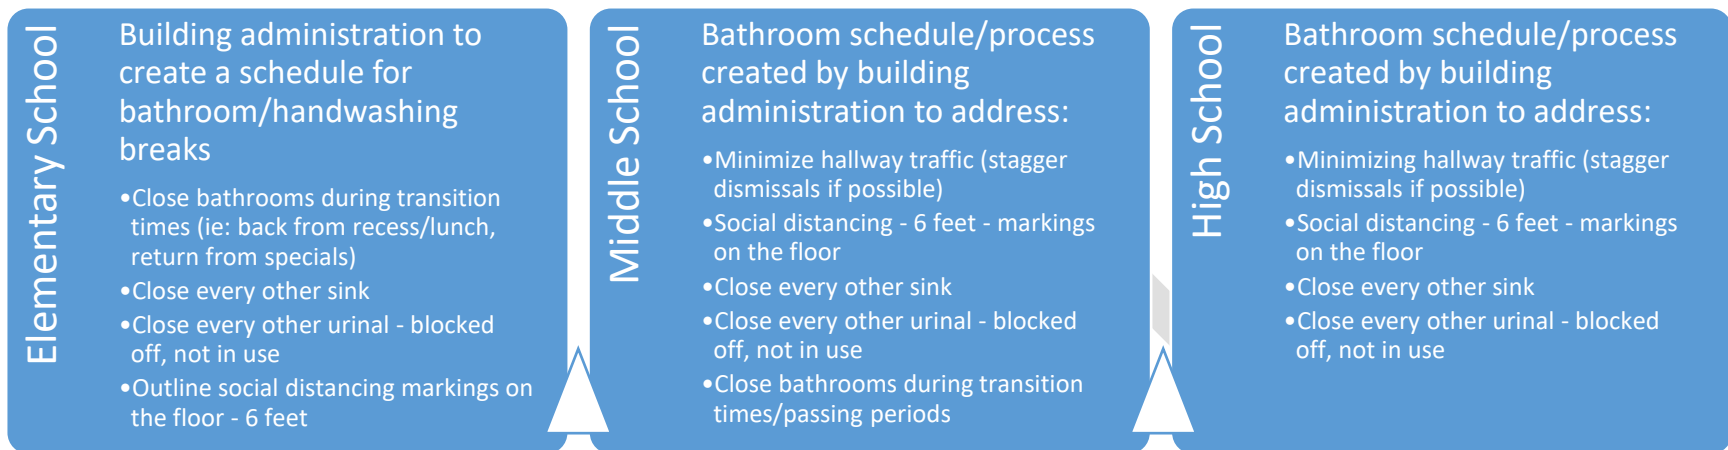 Elementary School
Building administration to
create a schedule for
bathroom/handwashing
breaks
•Close bathrooms during transition
times (ie: back from recess/lunch,
return from specials)
•Close every other sink
•Close every other urinal - blocked
off, not in use
•Outline social distancing markings on
the floor - 6 feet
Middle School
Bathroom schedule/process
created by building
administration to address:
•Minimize hallway traffic (stagger
dismissals if possible)
•Social distancing - 6 feet - markings
on the floor
•Close every other sink
•Close every other urinal - blocked
off, not in use
•Close bathrooms during transition
times/passing periods
High School
Bathroom schedule/process
created by building
administration to address:
•Minimizing hallway traffic (stagger
dismissals if possible)
•Social distancing - 6 feet - markings
on the floor
•Close every other sink
•Close every other urinal - blocked
off, not in use